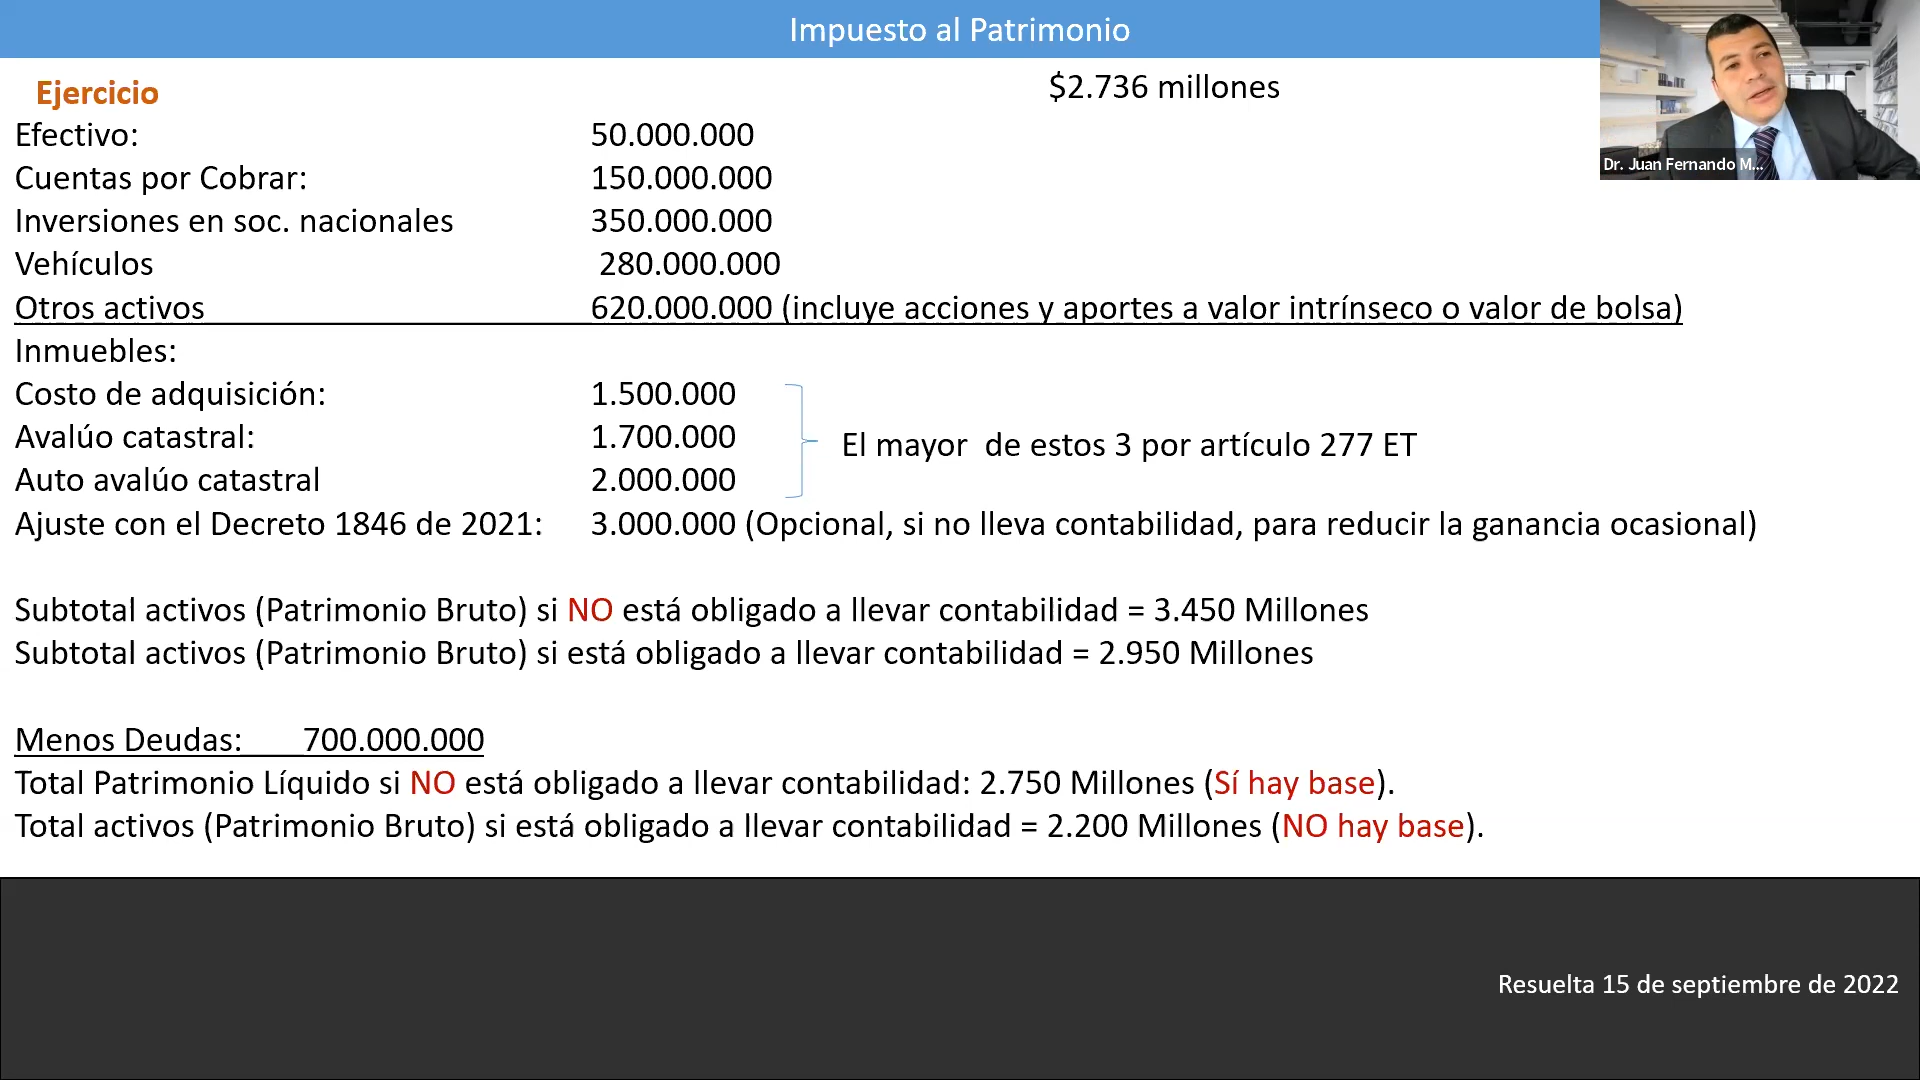 Impuesto al Patrimonio
Dr. Juan Fernando M...
Ejercicio
$2.736 millones
Efectivo: 50.000.000
Cuentas por Cobrar: 150.000.000
Inversiones en soc. nacionales 350.000.000
Vehículos 280.000.000
Otros activos 620.000.000 (incluye acciones y aportes a valor intrínseco o valor de bolsa)
Inmuebles:
Costo de adquisición: 1.500.000
Avalúo catastral: 1.700.000
Auto avalúo catastral 2.000.000
El mayor de estos 3 por artículo 277 ET
Ajuste con el Decreto 1846 de 2021: 3.000.000 (Opcional, si no lleva contabilidad, para reducir la ganancia ocasional)
Subtotal activos (Patrimonio Bruto) si NO está obligado a llevar contabilidad = 3.450 Millones
Subtotal activos (Patrimonio Bruto) si está obligado a llevar contabilidad = 2.950 Millones
Menos Deudas: 700.000.000
Total Patrimonio Líquido si NO está obligado a llevar contabilidad: 2.750 Millones (Sí hay base).
Total activos (Patrimonio Bruto) si está obligado a llevar contabilidad = 2.200 Millones (NO hay base).
Resuelta 15 de septiembre de 2022